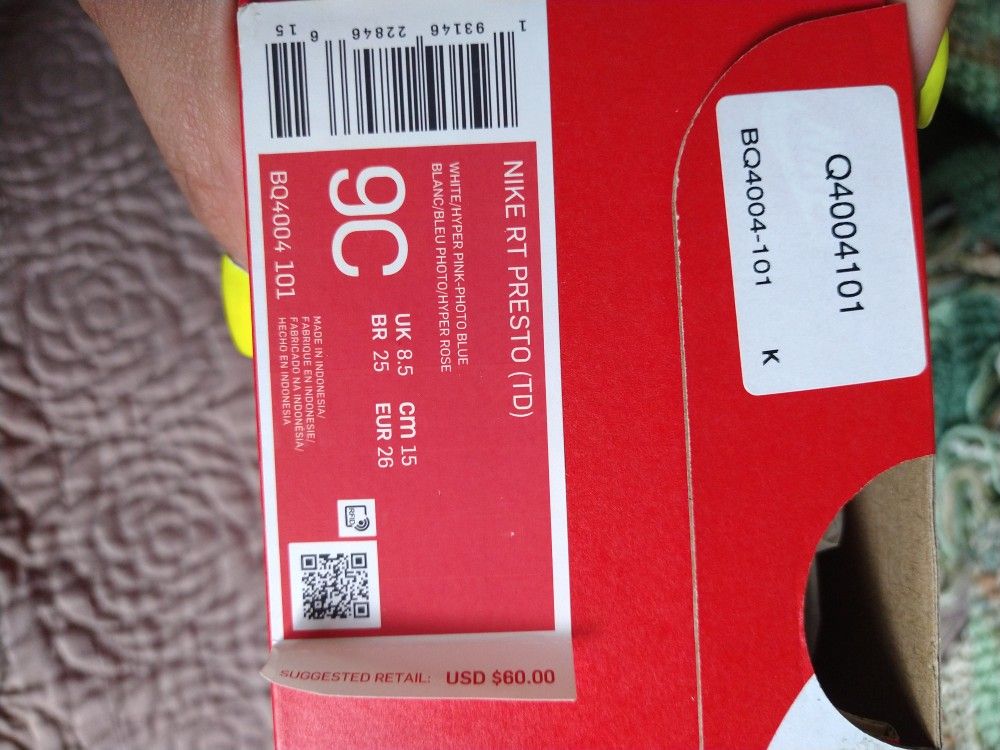 Q4004101
BQ4004-101 K
NIKE RT PRESTO (TD)
WHITE/HYPER PINK-PHOTO BLUE
BLANC/BLEU PHOTO/HYPER ROSE
9C
UK 8.5 cm 15
BR 25 EUR 26
BQ4004 101
MADE IN INDONESIA/
FABRIQUE EN INDONESIE/
FABRICADO NA INDONÉSIA/
HECHO EN INDONESIA
RFID
1 93146 22846 6 15
SUGGESTED RETAIL: USD $60.00